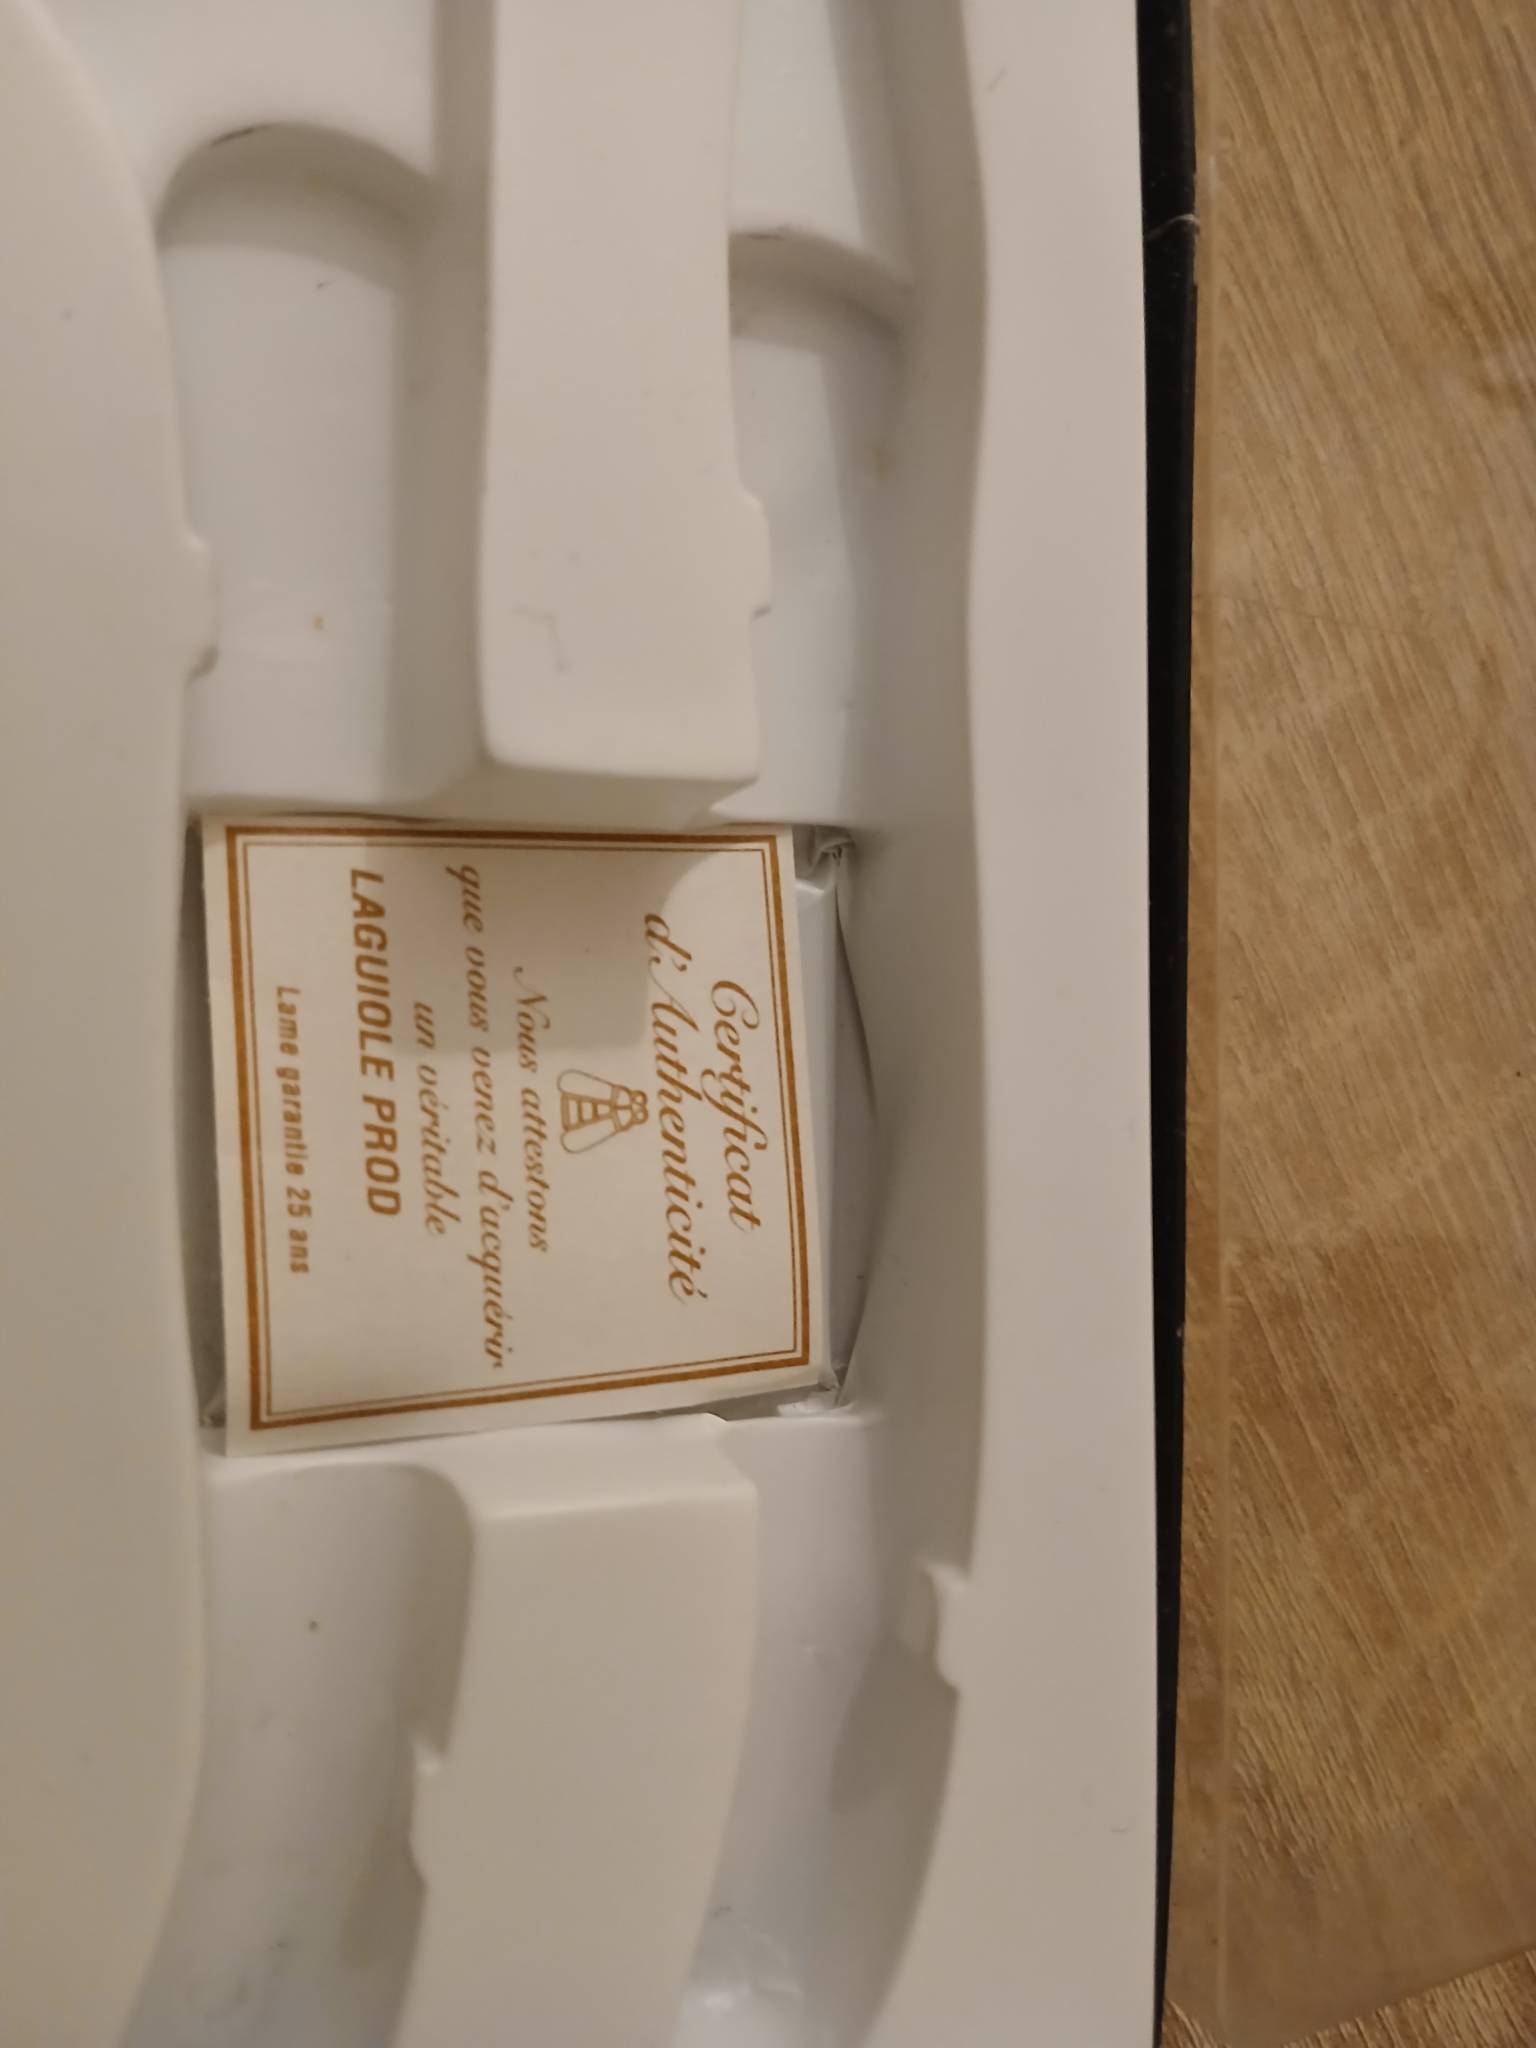 Certificat
d'Authenticité
Nous attestons
que vous venez d'acquérir
un véritable
LAGUIOLE PROD
Lame garantie 25 ans